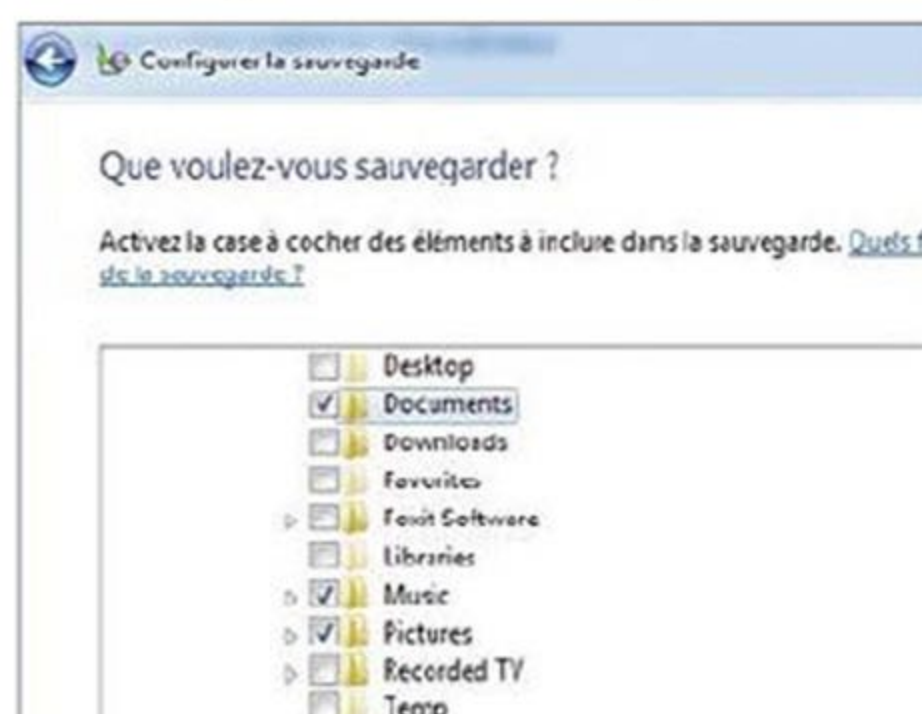 Configurer la sauvegarde
Que voulez-vous sauvegarder ?
Activez la case à cocher des éléments à inclure dans la sauvegarde. Quels
de la sauvegarde ?
Desktop
Documents
Downloads
Favorites
Foxit Software
Libraries
Music
Pictures
Recorded TV
Temp